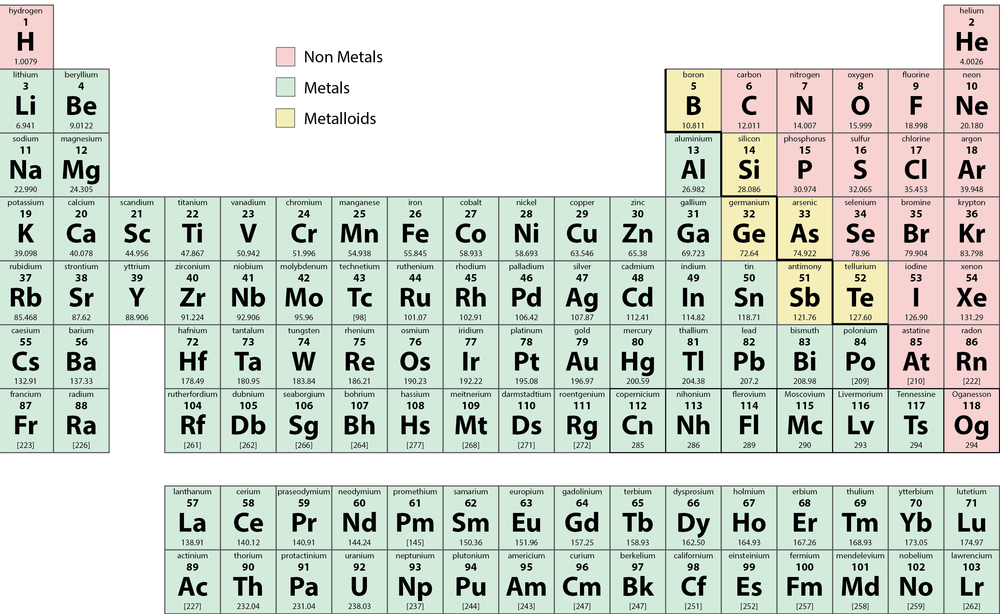 hydrogen
1
H
1.0079
helium
2
He
4.0026
Non Metals
Metals
Metalloids
lithium
3
Li
6.941
beryllium
4
Be
9.0122
boron
5
B
10.811
carbon
6
C
12.011
nitrogen
7
N
14.007
oxygen
8
O
15.999
fluorine
9
F
18.998
neon
10
Ne
20.180
sodium
11
Na
22.990
magnesium
12
Mg
24.305
aluminium
13
Al
26.982
silicon
14
Si
28.086
phosphorus
15
P
30.974
sulfur
16
S
32.065
chlorine
17
Cl
35.453
argon
18
Ar
39.948
potassium
19
K
39.098
calcium
20
Ca
40.078
scandium
21
Sc
44.956
titanium
22
Ti
47.867
vanadium
23
V
50.942
chromium
24
Cr
51.996
manganese
25
Mn
54.938
iron
26
Fe
55.845
cobalt
27
Co
58.933
nickel
28
Ni
58.693
copper
29
Cu
63.546
zinc
30
Zn
65.38
gallium
31
Ga
69.723
germanium
32
Ge
72.64
arsenic
33
As
74.922
selenium
34
Se
78.96
bromine
35
Br
79.904
krypton
36
Kr
83.798
rubidium
37
Rb
85.468
strontium
38
Sr
87.62
yttrium
39
Y
88.906
zirconium
40
Zr
91.224
niobium
41
Nb
92.906
molybdenum
42
Mo
95.96
technetium
43
Tc
[98]
ruthenium
44
Ru
101.07
rhodium
45
Rh
102.91
palladium
46
Pd
106.42
silver
47
Ag
107.87
cadmium
48
Cd
112.41
indium
49
In
114.82
tin
50
Sn
118.71
antimony
51
Sb
121.76
tellurium
52
Te
127.60
iodine
53
I
126.90
xenon
54
Xe
131.29
caesium
55
Cs
132.91
barium
56
Ba
137.33
hafnium
72
Hf
178.49
tantalum
73
Ta
180.95
tungsten
74
W
183.84
rhenium
75
Re
186.21
osmium
76
Os
190.23
iridium
77
Ir
192.22
platinum
78
Pt
195.08
gold
79
Au
196.97
mercury
80
Hg
200.59
thallium
81
Tl
204.38
lead
82
Pb
207.2
bismuth
83
Bi
208.98
polonium
84
Po
[209]
astatine
85
At
[210]
radon
86
Rn
[222]
francium
87
Fr
[223]
radium
88
Ra
[226]
rutherfordium
104
Rf
[261]
dubnium
105
Db
[262]
seaborgium
106
Sg
[266]
bohrium
107
Bh
[264]
hassium
108
Hs
[277]
meitnerium
109
Mt
[268]
darmstadtium
110
Ds
[271]
roentgenium
111
Rg
[272]
copernicium
112
Cn
285
nihonium
113
Nh
286
flerovium
114
Fl
289
Moscovium
115
Mc
290
Livermorium
116
Lv
293
Tennessine
117
Ts
294
Oganesson
118
Og
294
lanthanum
57
La
138.91
cerium
58
Ce
140.12
praseodymium
59
Pr
140.91
neodymium
60
Nd
144.24
promethium
61
Pm
[145]
samarium
62
Sm
150.36
europium
63
Eu
151.96
gadolinium
64
Gd
157.25
terbium
65
Tb
158.93
dysprosium
66
Dy
162.50
holmium
67
Ho
164.93
erbium
68
Er
167.26
thulium
69
Tm
168.93
ytterbium
70
Yb
173.05
lutetium
71
Lu
174.97
actinium
89
Ac
[227]
thorium
90
Th
232.04
protactinium
91
Pa
231.04
uranium
92
U
238.03
neptunium
93
Np
[237]
plutonium
94
Pu
[244]
americium
95
Am
[243]
curium
96
Cm
[247]
berkelium
97
Bk
[247]
californium
98
Cf
[251]
einsteinium
99
Es
[252]
fermium
100
Fm
[257]
mendelevium
101
Md
[258]
nobelium
102
No
[259]
lawrencium
103
Lr
[262]